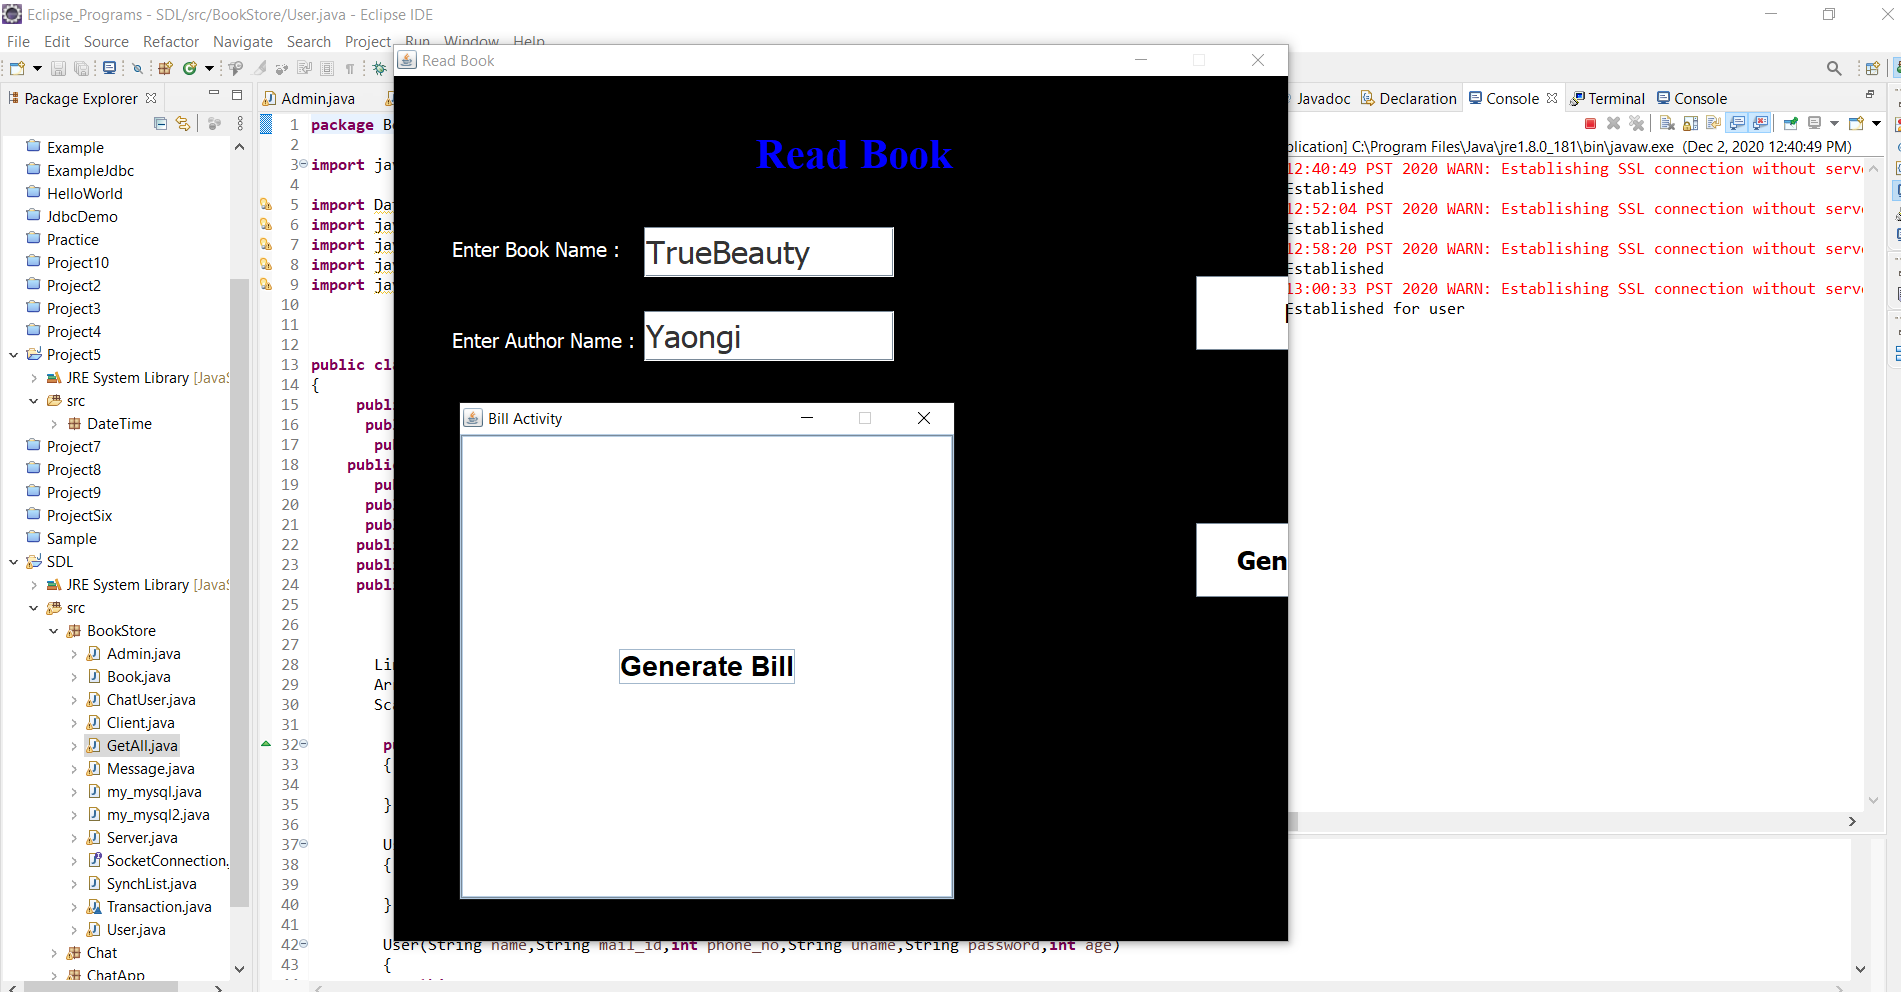 Eclipse_Programs - SDL/src/BookStore/User.java - Eclipse IDE
File Edit Source Refactor Navigate Search Project Run Window Help
Package Explorer
Example
ExampleJdbc
HelloWorld
JdbcDemo
Practice
Project10
Project2
Project3
Project4
Project5
JRE System Library [Java
src
DateTime
Project7
Project8
Project9
ProjectSix
Sample
SDL
JRE System Library [Java
src
BookStore
Admin.java
Book.java
ChatUser.java
Client.java
GetAll.java
Message.java
my_mysql.java
my_mysql2.java
Server.java
SocketConnection.
SynchList.java
Transaction.java
User.java
Chat
ChatApp
Admin.java
1 package B
2
3 import ja
4
5 import Da
6 import ja
7 import ja
8 import ja
9 import ja
10
11
12
13 public cl
14 {
15 publ
16 publ
17 pu
18 public
19 pu
20 publ
21 publ
22 publ
23 publ
24 publ
25
26
27
28 Li
29 Ar
30 Sc
31
32 p
33 {
34
35 }
36
37 U
38 {
39
40 }
41
42 User(String name,String mail_id,int phone_no,String uname,String password,int age)
43 {
Read Book
Read Book
Enter Book Name :
TrueBeauty
Enter Author Name :
Yaongi
Gen
Bill Activity
Generate Bill
Javadoc Declaration Console Terminal Console
plication] C:\Program Files\Java\jre1.8.0_181\bin\javaw.exe (Dec 2, 2020 12:40:49 PM)
12:40:49 PST 2020 WARN: Establishing SSL connection without serv
Established
12:52:04 PST 2020 WARN: Establishing SSL connection without serv
Established
12:58:20 PST 2020 WARN: Establishing SSL connection without serv
Established
13:00:33 PST 2020 WARN: Establishing SSL connection without serv
Established for user